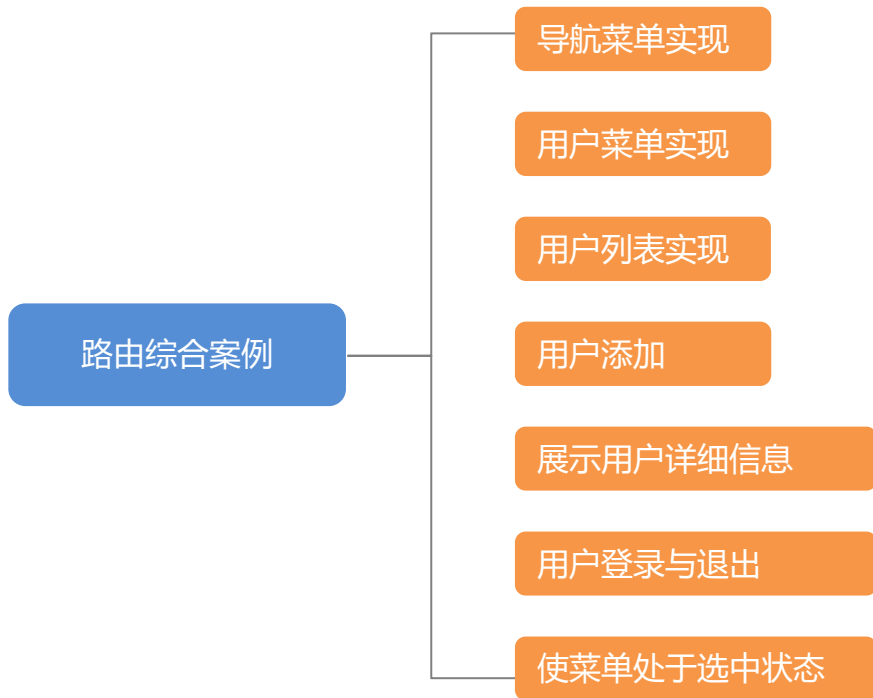 导航菜单实现
用户菜单实现
用户列表实现
路由综合案例
用户添加
展示用户详细信息
用户登录与退出
使菜单处于选中状态